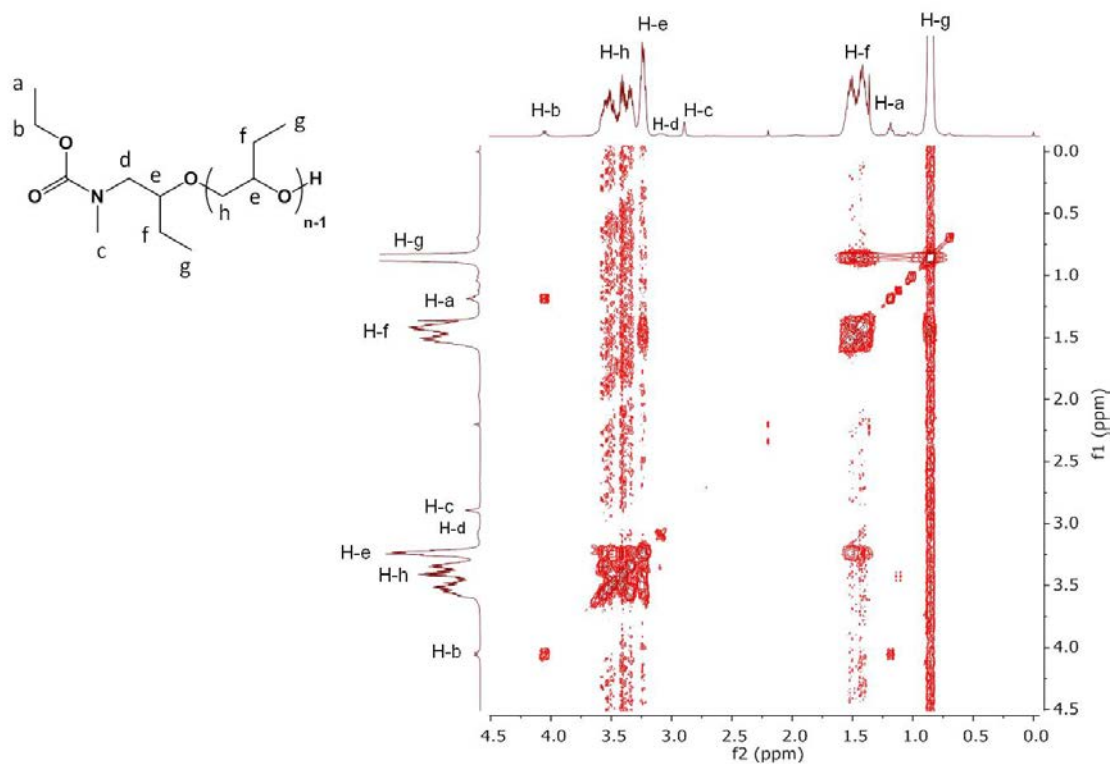 a
b
O
O
N
c
d
e
f
g
O
h
f
g
e
O
H
n-1
H-b
H-h
H-e
H-d
H-c
H-f
H-a
H-g
H-g
H-a
H-f
H-c
H-d
H-e
H-h
H-b
0.0
0.5
1.0
1.5
2.0
2.5
3.0
3.5
4.0
4.5
f1 (ppm)
4.5 4.0 3.5 3.0 2.5 2.0 1.5 1.0 0.5 0.0
f2 (ppm)